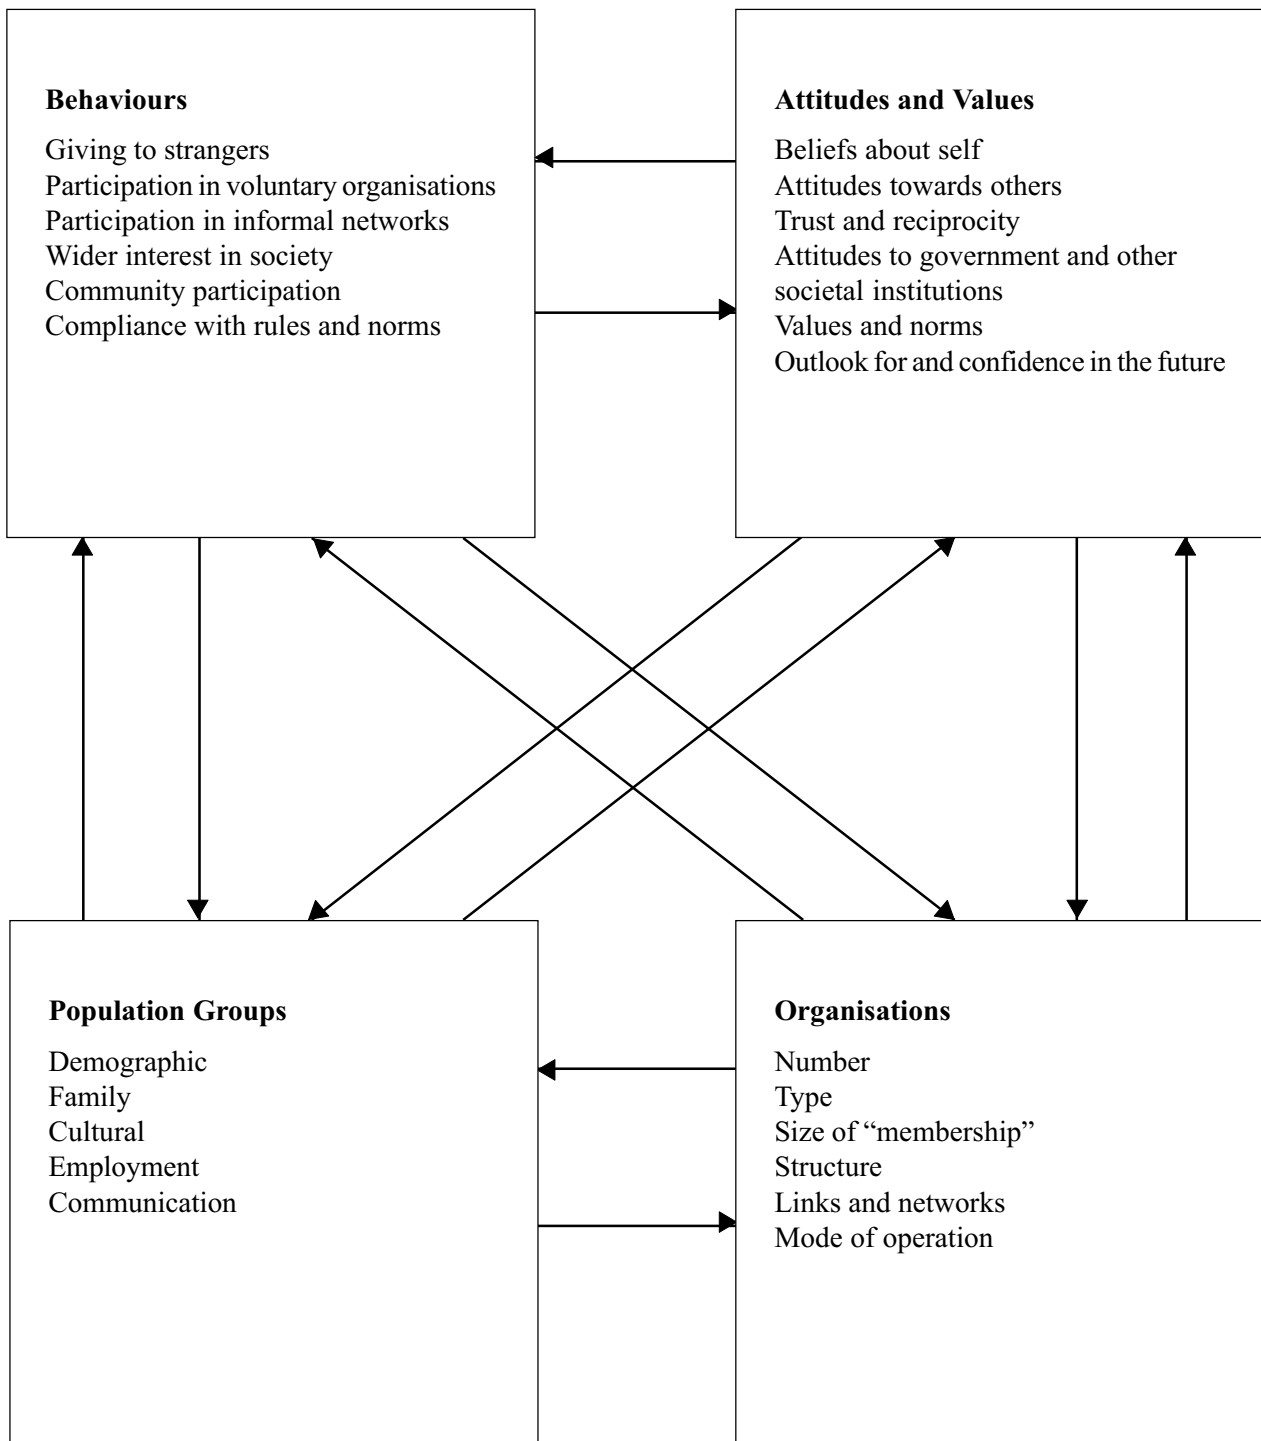 Behaviours
Giving to strangers
Participation in voluntary organisations
Participation in informal networks
Wider interest in society
Community participation
Compliance with rules and norms
Attitudes and Values
Beliefs about self
Attitudes towards others
Trust and reciprocity
Attitudes to government and other
societal institutions
Values and norms
Outlook for and confidence in the future
Population Groups
Demographic
Family
Cultural
Employment
Communication
Organisations
Number
Type
Size of “membership”
Structure
Links and networks
Mode of operation